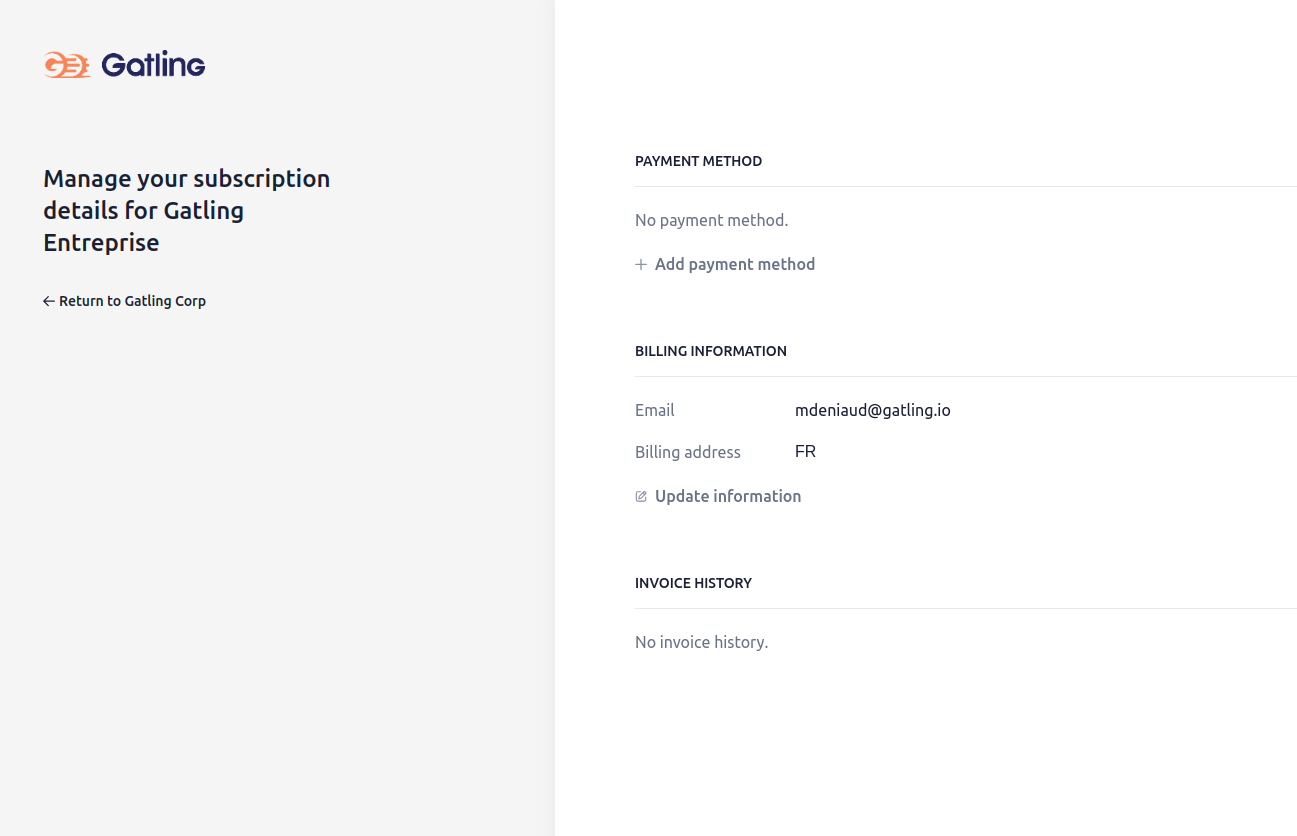 Gatling
Manage your subscription
details for Gatling
Entreprise
← Return to Gatling Corp
PAYMENT METHOD
No payment method.
+ Add payment method
BILLING INFORMATION
Email mdeniaud@gatling.io
Billing address FR
Update information
INVOICE HISTORY
No invoice history.